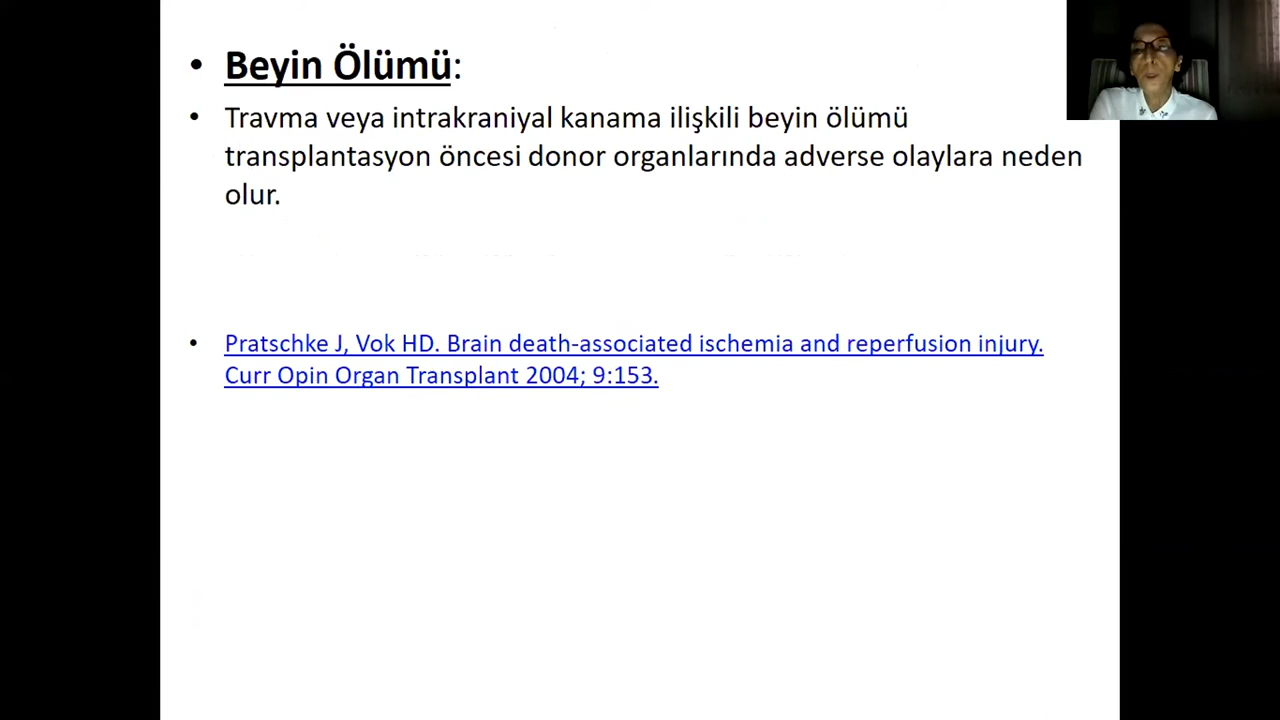 • Beyin Ölümü:
• Travma veya intrakraniyal kanama ilişkili beyin ölümü
transplantasyon öncesi donor organlarında adverse olaylara neden
olur.
• Pratschke J, Vok HD. Brain death-associated ischemia and reperfusion injury.
Curr Opin Organ Transplant 2004; 9:153.